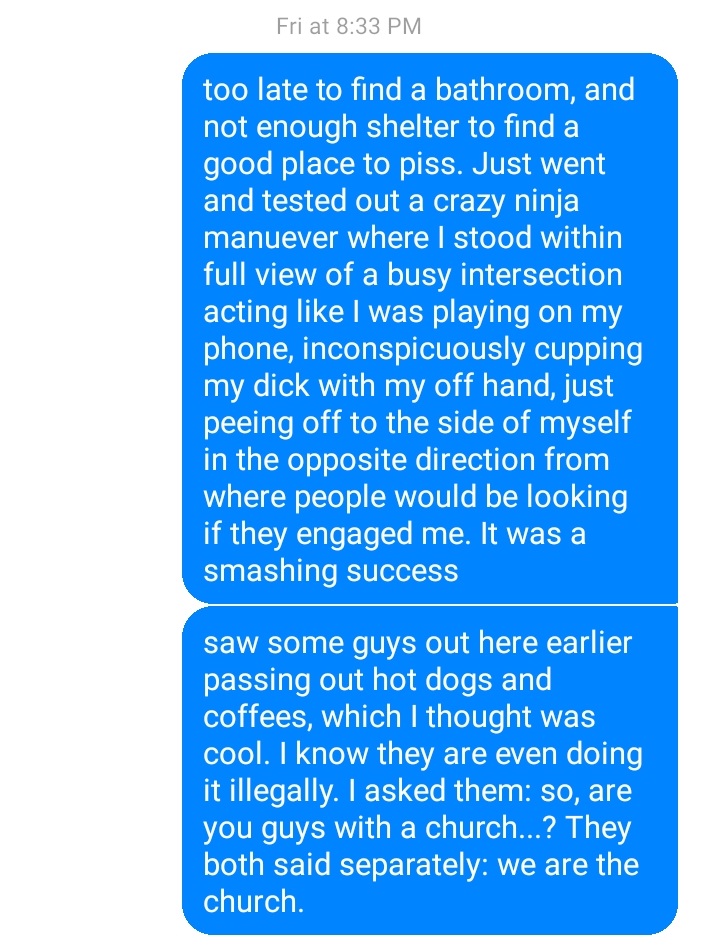 Fri at 8:33 PM
too late to find a bathroom, and
not enough shelter to find a
good place to piss. Just went
and tested out a crazy ninja
manuever where I stood within
full view of a busy intersection
acting like I was playing on my
phone, inconspicuously cupping
my dick with my off hand, just
peeing off to the side of myself
in the opposite direction from
where people would be looking
if they engaged me. It was a
smashing success
saw some guys out here earlier
passing out hot dogs and
coffees, which I thought was
cool. I know they are even doing
it illegally. I asked them: so, are
you guys with a church...? They
both said separately: we are the
church.